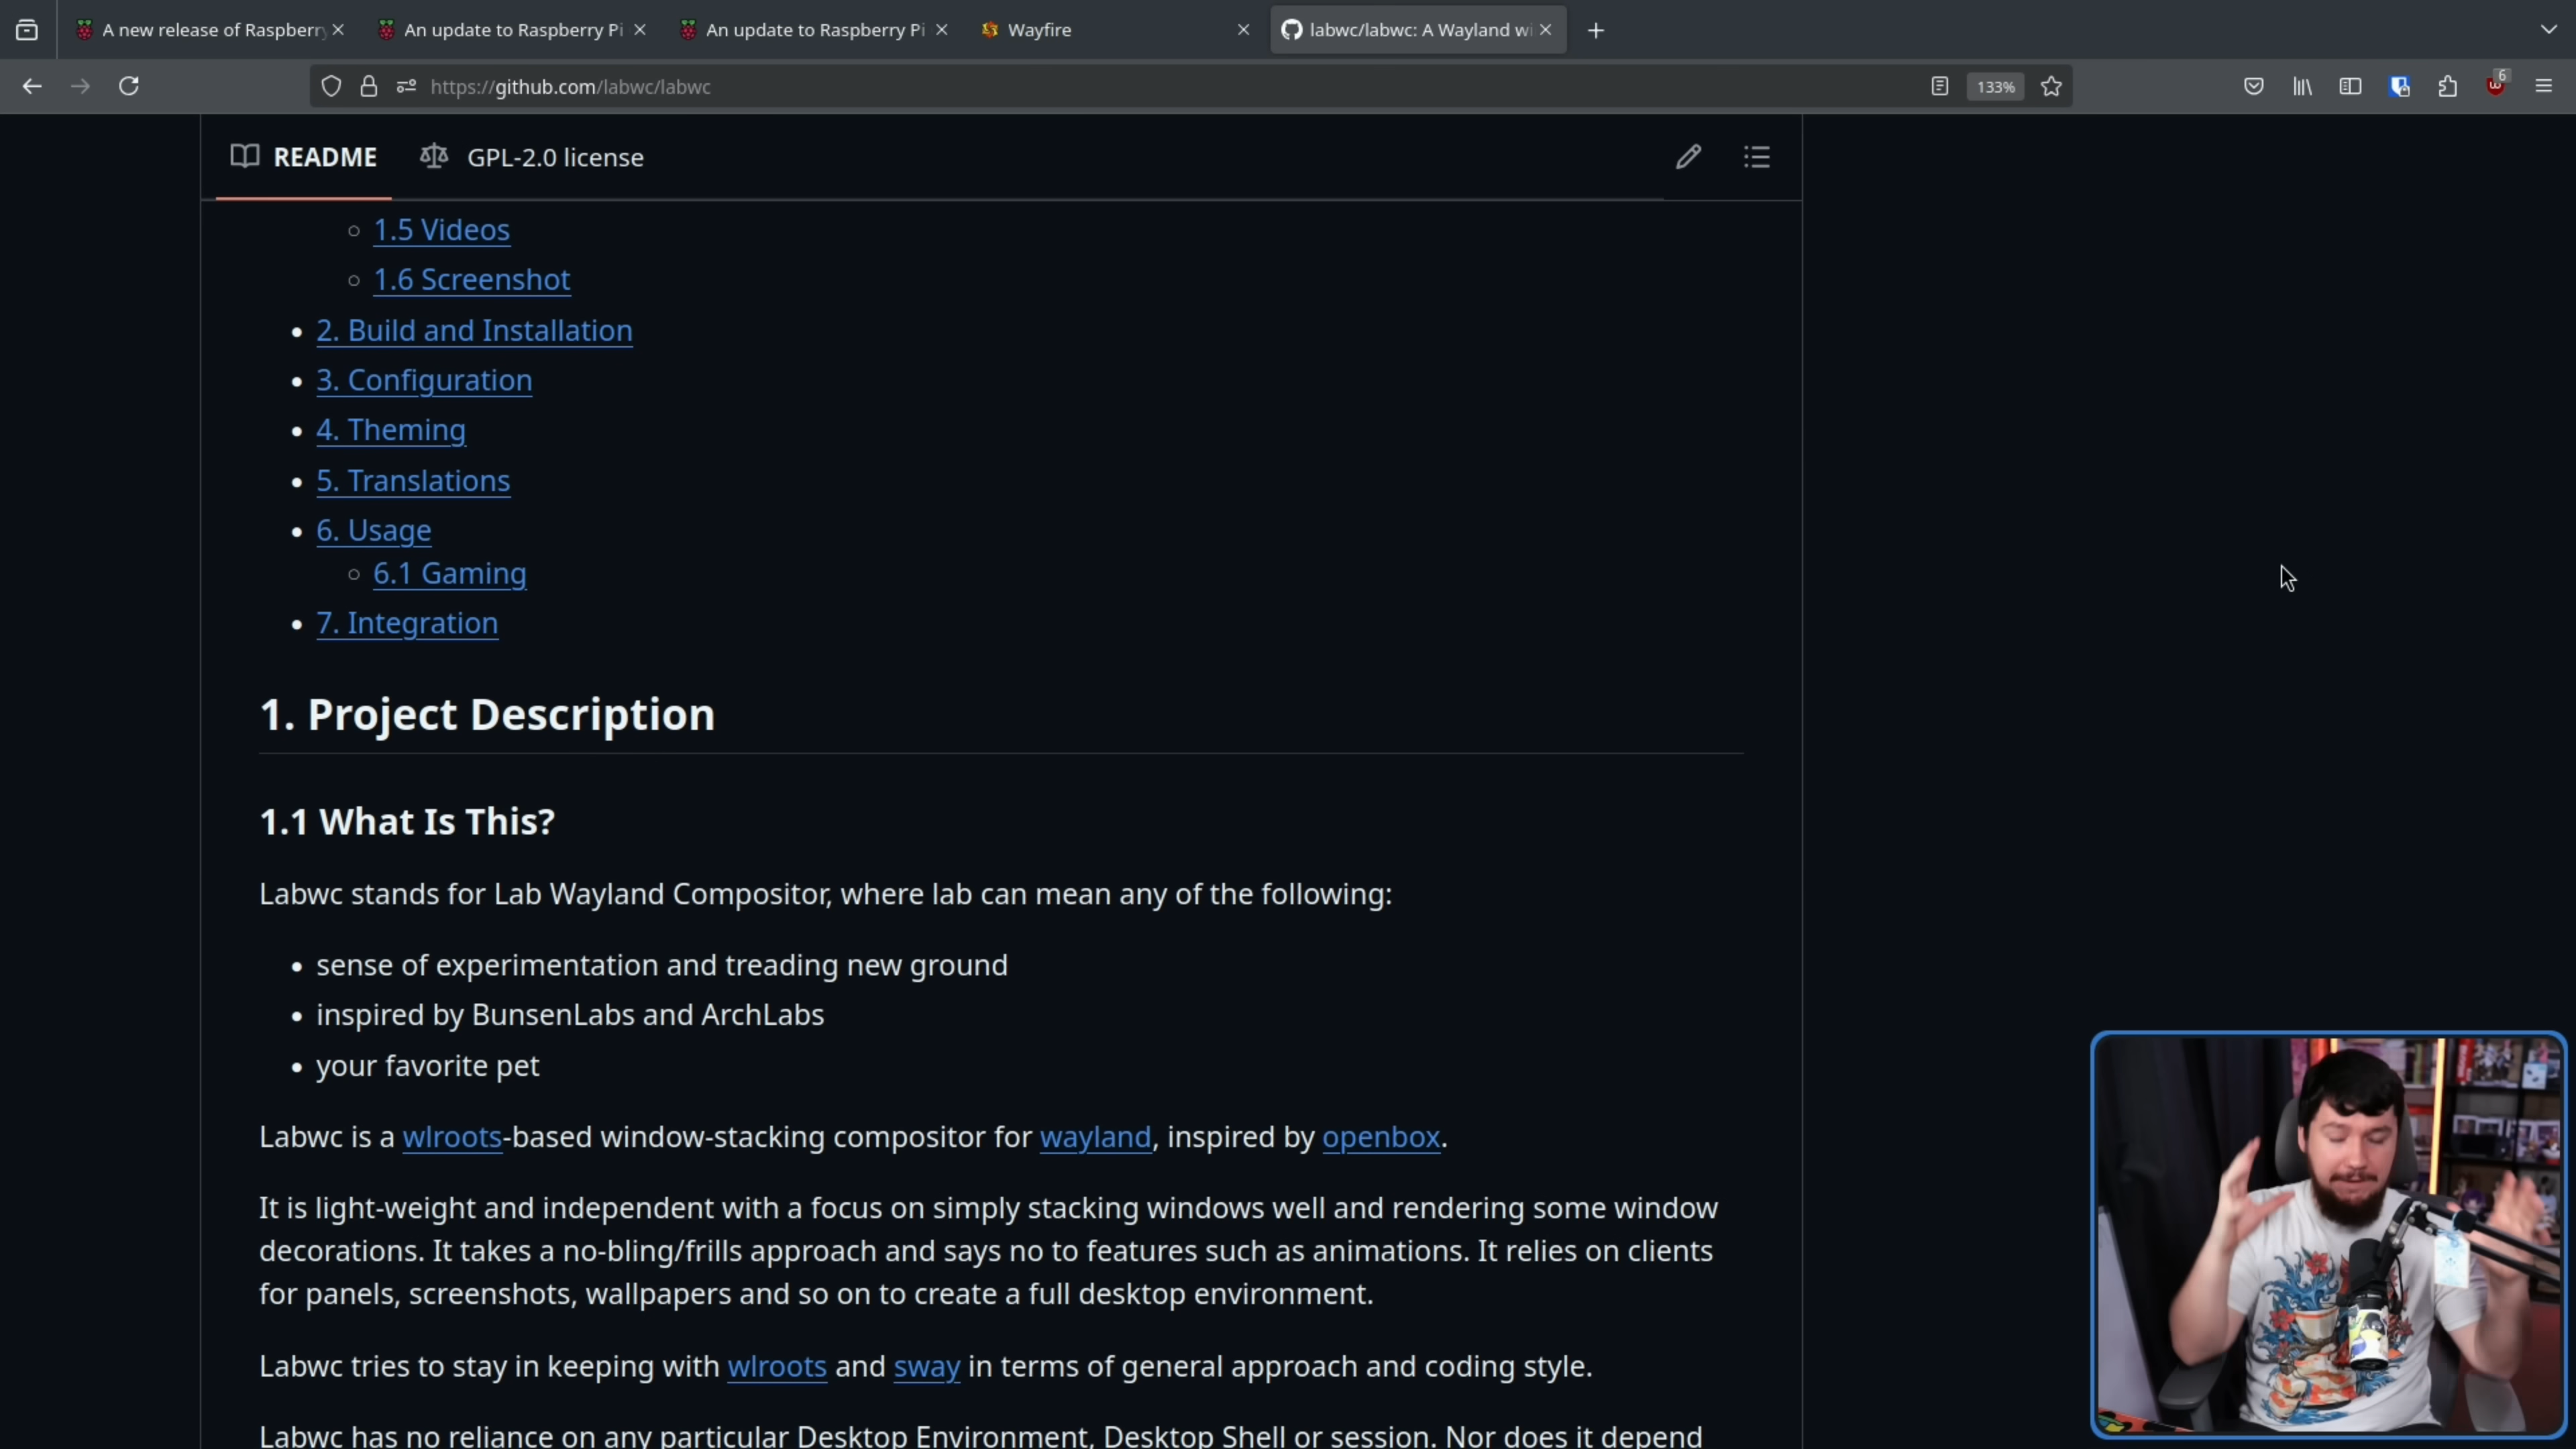 A new release of Raspberry
An update to Raspberry Pi
An update to Raspberry Pi
Wayfire
labwc/labwc: A Wayland wi
https://github.com/labwc/labwc
133%
6
README
GPL-2.0 license
1.5 Videos
1.6 Screenshot
2. Build and Installation
3. Configuration
4. Theming
5. Translations
6. Usage
6.1 Gaming
7. Integration
1. Project Description
1.1 What Is This?
Labwc stands for Lab Wayland Compositor, where lab can mean any of the following:
sense of experimentation and treading new ground
inspired by BunsenLabs and ArchLabs
your favorite pet
Labwc is a wlroots-based window-stacking compositor for wayland, inspired by openbox.
It is light-weight and independent with a focus on simply stacking windows well and rendering some window
decorations. It takes a no-bling/frills approach and says no to features such as animations. It relies on clients
for panels, screenshots, wallpapers and so on to create a full desktop environment.
Labwc tries to stay in keeping with wlroots and sway in terms of general approach and coding style.
Labwc has no reliance on any particular Desktop Environment, Desktop Shell or session. Nor does it depend